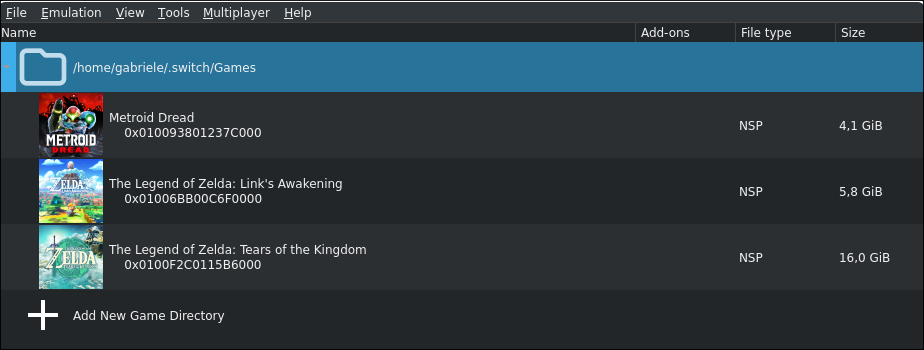 File Emulation View Tools Multiplayer Help
Name Add-ons File type Size
/home/gabriele/.switch/Games
METROID
DREAD
Metroid Dread
0x010093801237C000 NSP 4,1 GiB
ZELDA
The Legend of Zelda: Link's Awakening
0x01006BB00C6F0000 NSP 5,8 GiB
ZELDA
The Legend of Zelda: Tears of the Kingdom
0x0100F2C0115B6000 NSP 16,0 GiB
Add New Game Directory